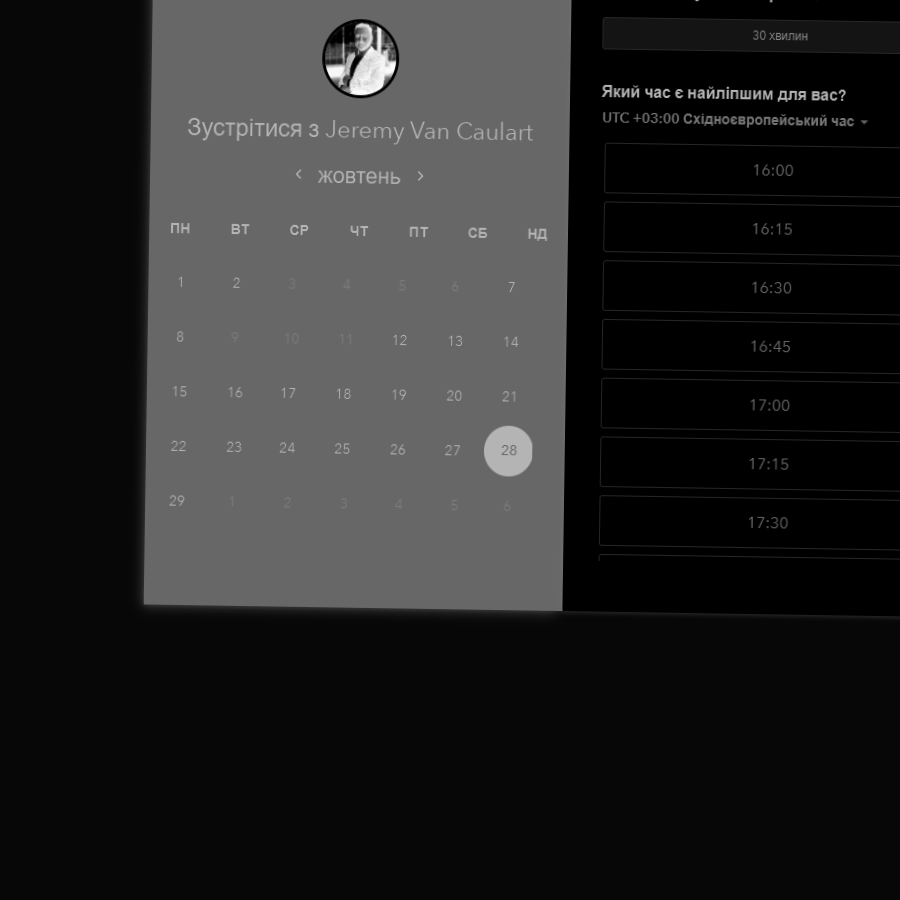 Зустрітися з Jeremy Van Caulart
‹ жовтень ›
ПН ВТ СР ЧТ ПТ СБ НД
1 2 3 4 5 6 7
8 9 10 11 12 13 14
15 16 17 18 19 20 21
22 23 24 25 26 27 28
29 1 2 3 4 5 6
30 хвилин
Який час є найліпшим для вас?
UTC +03:00 Східноєвропейський час
16:00
16:15
16:30
16:45
17:00
17:15
17:30